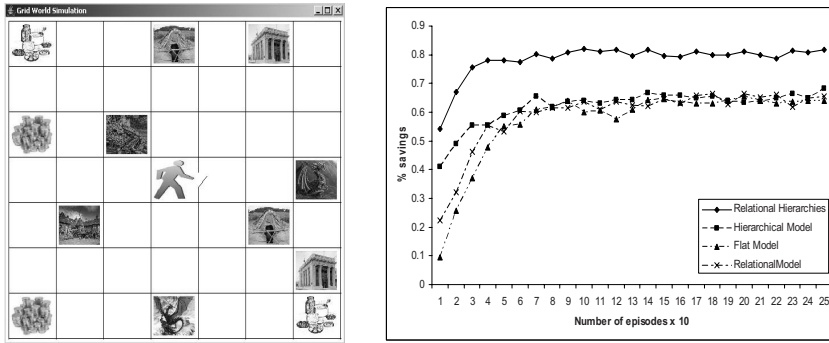 Grid World Simulation
0.9
0.8
0.7
0.6
0.5
0.4
0.3
0.2
0.1
0
% savings
1 2 3 4 5 6 7 8 9 10 11 12 13 14 15 16 17 18 19 20 21 22 23 24 25
Number of episodes x 10
Relational Hierarchies
Hierarchical Model
Flat Model
RelationalModel